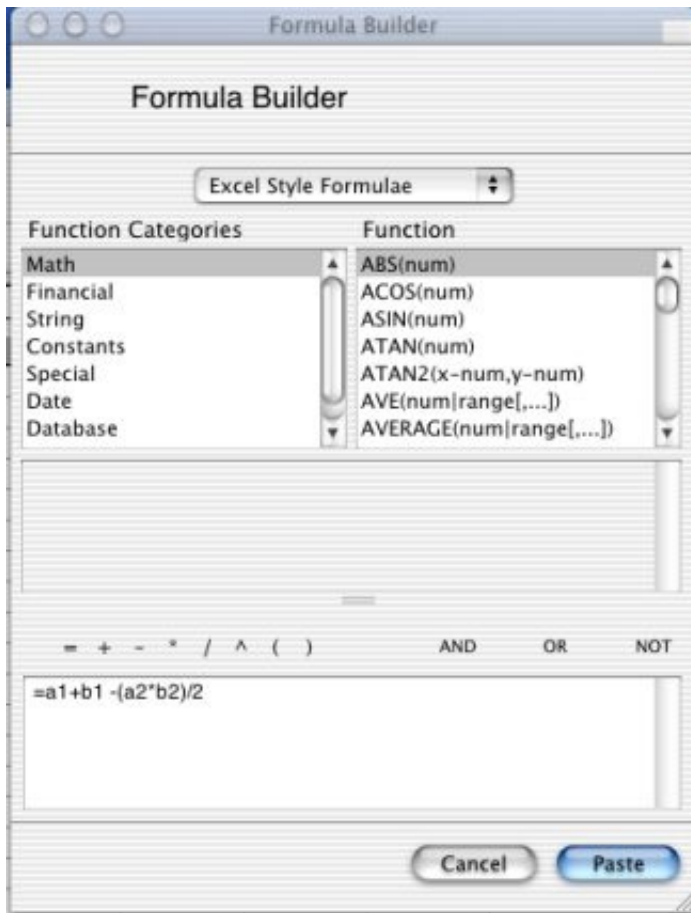 Formula Builder
Formula Builder
Excel Style Formulae
Function Categories
Math
Financial
String
Constants
Special
Date
Database
Function
ABS(num)
ACOS(num)
ASIN(num)
ATAN(num)
ATAN2(x-num,y-num)
AVE(num|range[,...])
AVERAGE(num|range[,...])
= + - * / ^ ( ) AND OR NOT
=a1+b1 -(a2*b2)/2
Cancel Paste